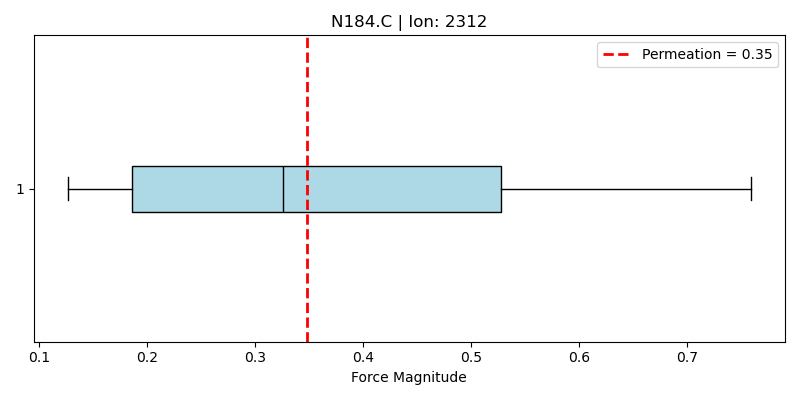 N184.C | Ion: 2312
Permeation = 0.35
1
0.1 0.2 0.3 0.4 0.5 0.6 0.7
Force Magnitude